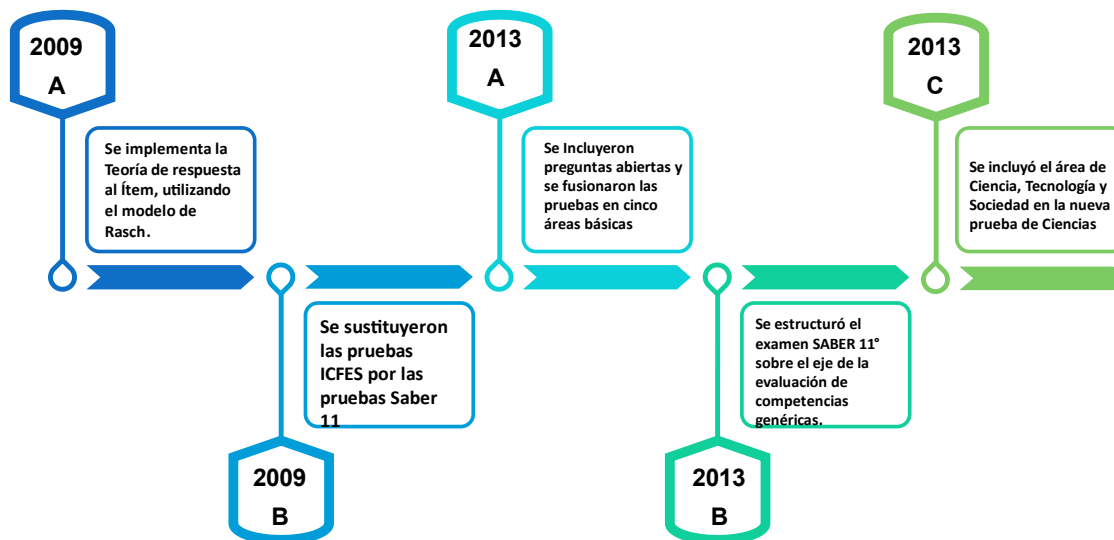 2009
A
Se implementa la
Teoría de respuesta
al Ítem, utilizando
el modelo de
Rasch.
2009
B
Se sustituyeron
las pruebas
ICFES por las
pruebas Saber
11
2013
A
Se Incluyeron
preguntas abiertas y
se fusionaron las
pruebas en cinco
áreas básicas
2013
B
Se estructuró el
examen SABER 11°
sobre el eje de la
evaluación de
competencias
genéricas.
2013
C
Se incluyó el área de
Ciencia, Tecnología y
Sociedad en la nueva
prueba de Ciencias